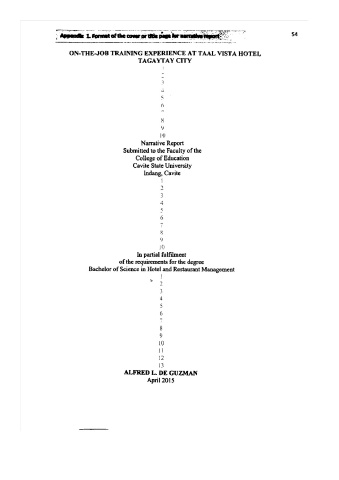 Appendix 1. Format of the cover or title page for narrative report
54
ON-THE-JOB TRAINING EXPERIENCE AT TAAL VISTA HOTEL
TAGAYTAY CITY
1
2
3
4
5
6
7
8
9
10
Narrative Report
Submitted to the Faculty of the
College of Education
Cavite State University
Indang, Cavite
1
2
3
4
5
6
7
8
9
10
In partial fulfilment
of the requirements for the degree
Bachelor of Science in Hotel and Restaurant Management
1
2
3
4
5
6
7
8
9
10
11
12
13
ALFRED L. DE GUZMAN
April 2015